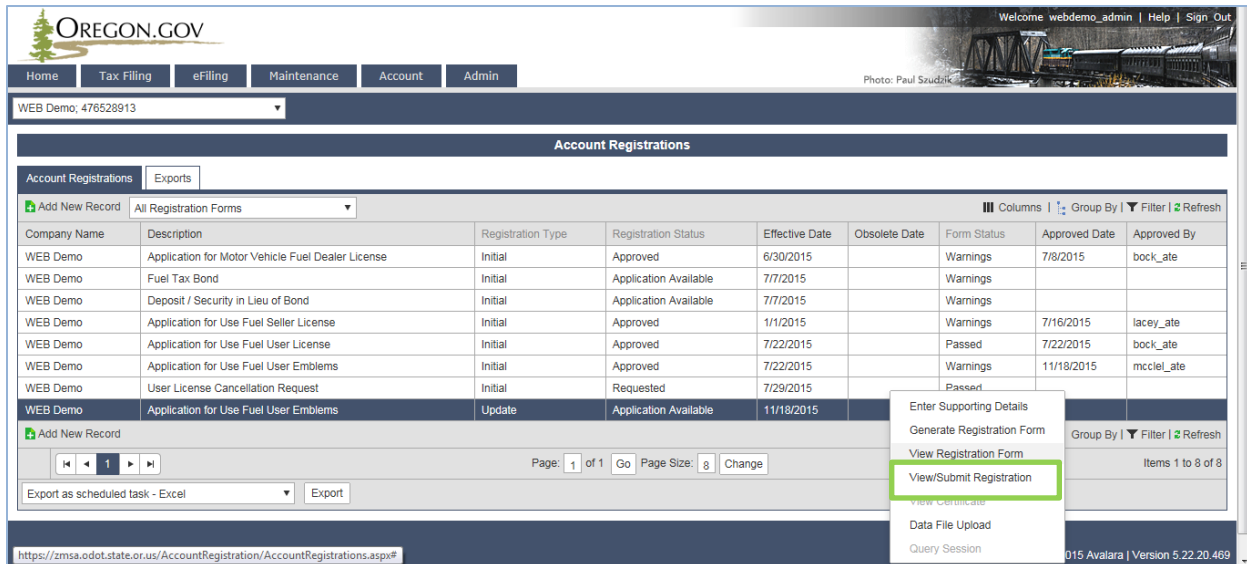 Welcome webdemo_admin | Help | Sign Out
OREGON.GOV
Home Tax Filing eFiling Maintenance Account Admin
Photo: Paul Szudzik
WEB Demo; 476528913
Account Registrations
Account Registrations Exports
Add New Record All Registration Forms Columns | Group By | Filter | Refresh
Company Name Description Registration Type Registration Status Effective Date Obsolete Date Form Status Approved Date Approved By
WEB Demo Application for Motor Vehicle Fuel Dealer License Initial Approved 6/30/2015 Warnings 7/8/2015 bock_ate
WEB Demo Fuel Tax Bond Initial Application Available 7/7/2015 Warnings
WEB Demo Deposit / Security in Lieu of Bond Initial Application Available 7/7/2015 Warnings
WEB Demo Application for Use Fuel Seller License Initial Approved 1/1/2015 Warnings 7/16/2015 lacey_ate
WEB Demo Application for Use Fuel User License Initial Approved 7/22/2015 Passed 7/22/2015 bock_ate
WEB Demo Application for Use Fuel User Emblems Initial Approved 7/22/2015 Warnings 11/18/2015 mcclel_ate
WEB Demo User License Cancellation Request Initial Requested 7/29/2015 Passed
WEB Demo Application for Use Fuel User Emblems Update Application Available 11/18/2015
Enter Supporting Details
Generate Registration Form
View Registration Form
View/Submit Registration
View Certificate
Data File Upload
Query Session
Add New Record Group By | Filter | Refresh
1 Page: 1 of 1 Go Page Size: 8 Change Items 1 to 8 of 8
Export as scheduled task - Excel Export
https://zmsa.odot.state.or.us/AccountRegistration/AccountRegistrations.aspx# 015 Avalara | Version 5.22.20.469